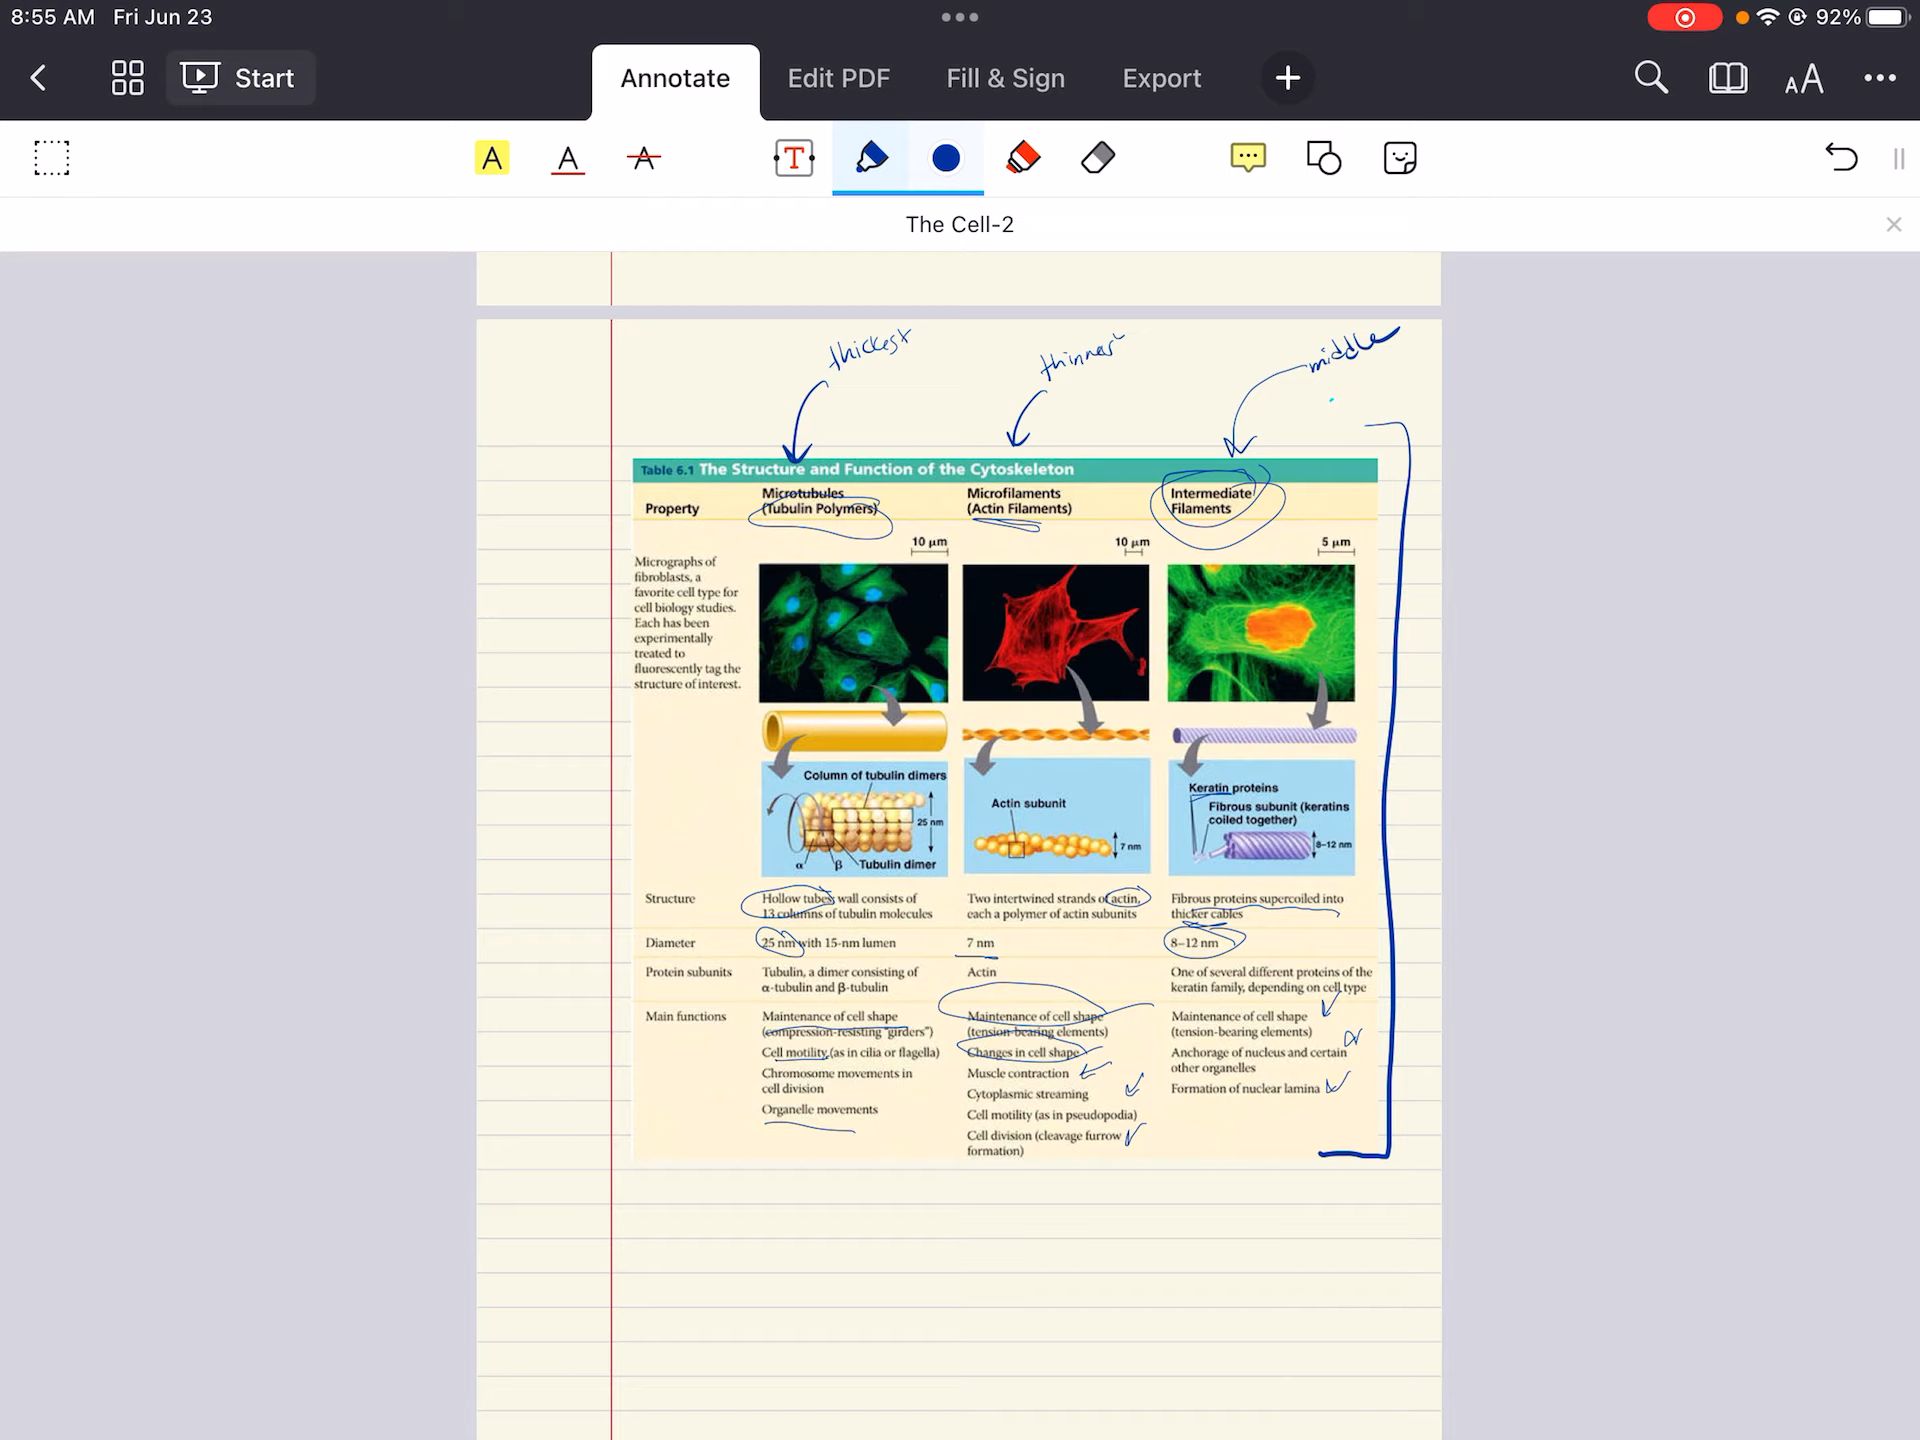 8:55 AM Fri Jun 23
92%
Start
Annotate
Edit PDF
Fill & Sign
Export
AA
A
A
A
T
The Cell-2
thickest
thinner
middle
Table 6.1 The Structure and Function of the Cytoskeleton
Property
Microtubules
(Tubulin Polymers)
Microfilaments
(Actin Filaments)
Intermediate
Filaments
10 μm
10 μm
5 μm
Micrographs of
fibroblasts, a
favorite cell type for
cell biology studies.
Each has been
experimentally
treated to
fluorescently tag the
structure of interest.
Column of tubulin dimers
25 nm
α
β
Tubulin dimer
Actin subunit
7 nm
Keratin proteins
Fibrous subunit (keratins
coiled together)
8–12 nm
Structure
Hollow tubes; wall consists of
13 columns of tubulin molecules
Two intertwined strands of actin,
each a polymer of actin subunits
Fibrous proteins supercoiled into
thicker cables
Diameter
25 nm with 15-nm lumen
7 nm
8–12 nm
Protein subunits
Tubulin, a dimer consisting of
α-tubulin and β-tubulin
Actin
One of several different proteins of the
keratin family, depending on cell type
Main functions
Maintenance of cell shape
(compression-resisting "girders")
Cell motility (as in cilia or flagella)
Chromosome movements in
cell division
Organelle movements
Maintenance of cell shape
(tension-bearing elements)
Changes in cell shape
Muscle contraction
Cytoplasmic streaming
Cell motility (as in pseudopodia)
Cell division (cleavage furrow
formation)
Maintenance of cell shape
(tension-bearing elements)
Anchorage of nucleus and certain
other organelles
Formation of nuclear lamina